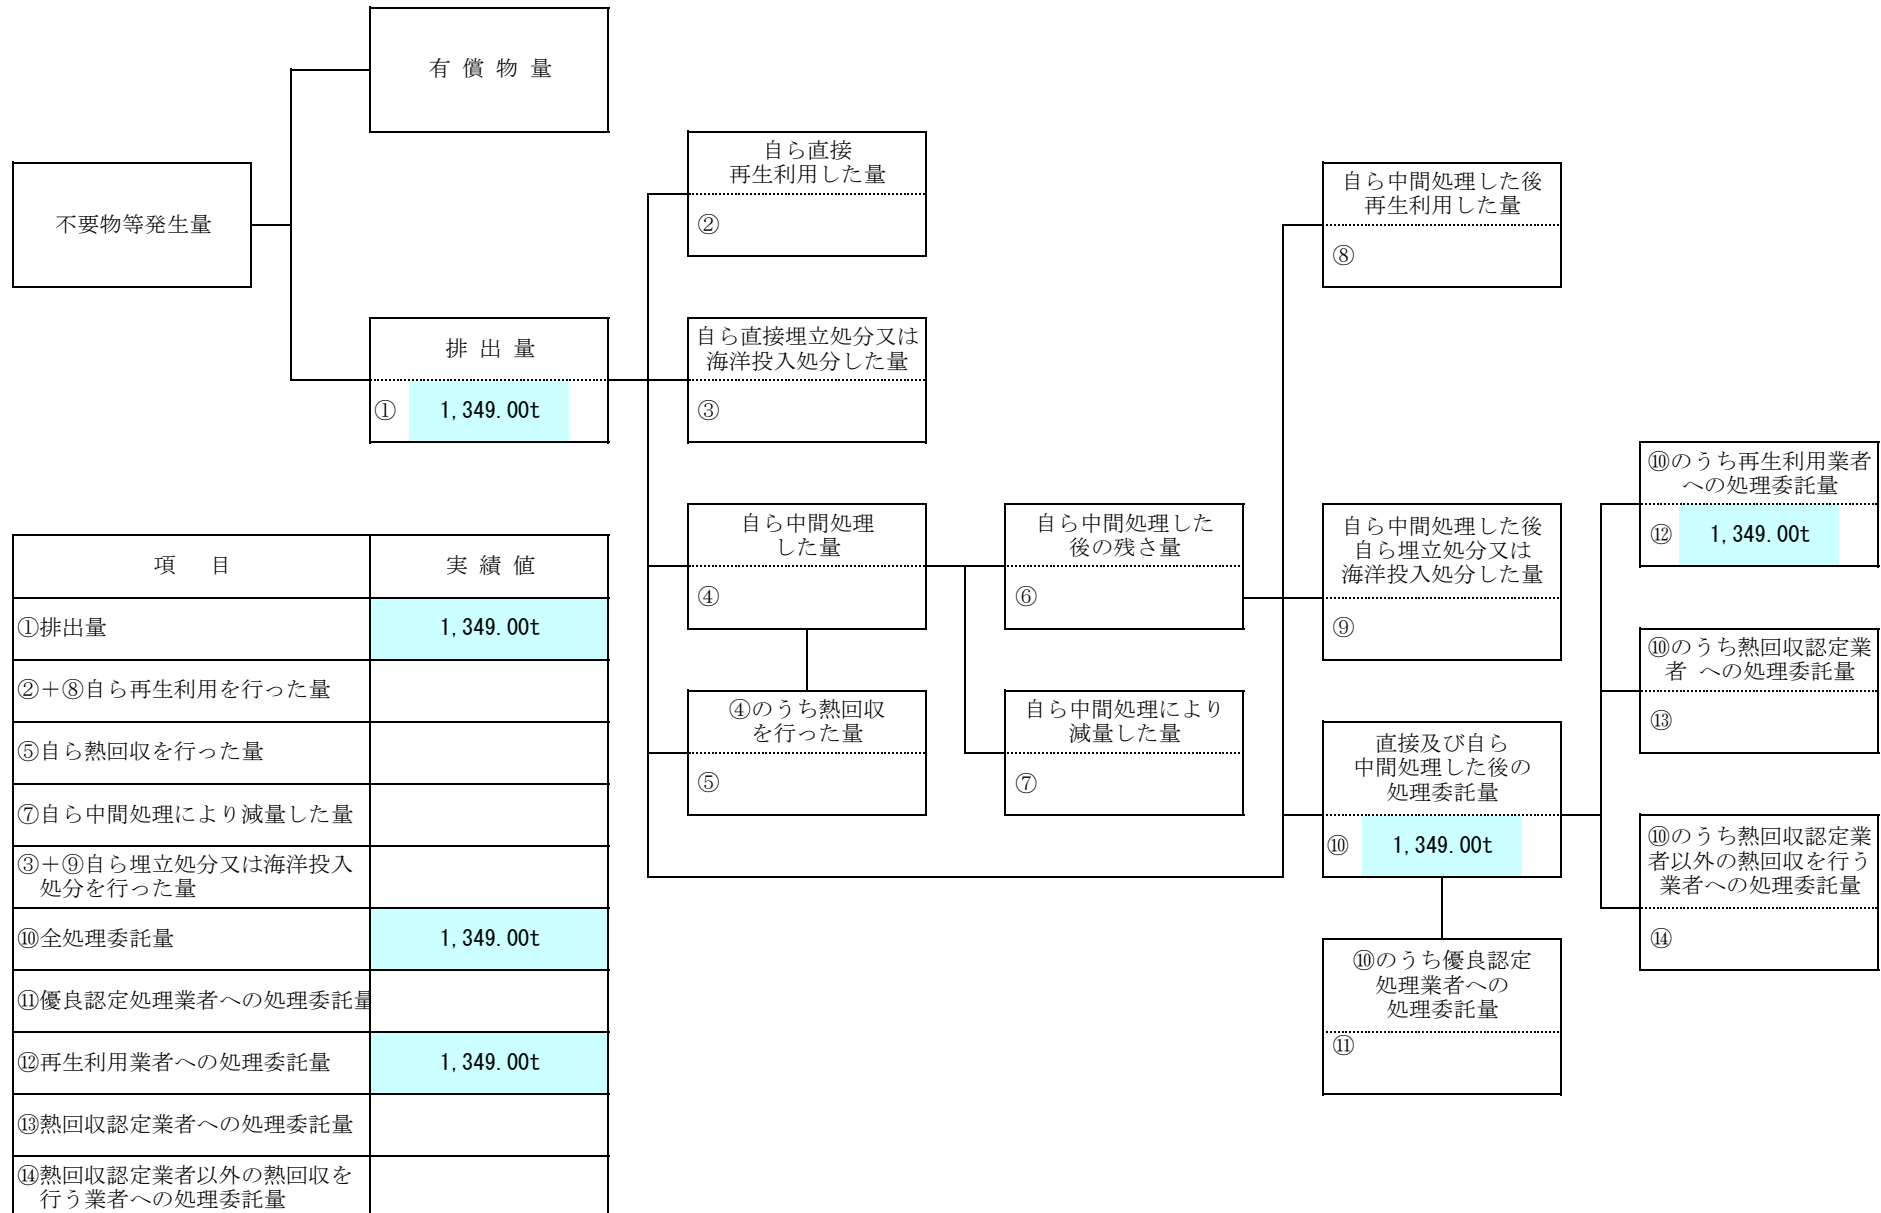 有 償 物 量
不要物等発生量
排 出 量
① 1,349.00t
自ら直接
再生利用した量
②
自ら直接埋立処分又は
海洋投入処分した量
③
自ら中間処理
した量
④
④のうち熱回収
を行った量
⑤
自ら中間処理した
後の残さ量
⑥
自ら中間処理により
減量した量
⑦
自ら中間処理した後
再生利用した量
⑧
自ら中間処理した後
自ら埋立処分又は
海洋投入処分した量
⑨
直接及び自ら
中間処理した後の
処理委託量
⑩ 1,349.00t
⑩のうち優良認定
処理業者への
処理委託量
⑪
⑩のうち再生利用業者
への処理委託量
⑫ 1,349.00t
⑩のうち熱回収認定業
者 への処理委託量
⑬
⑩のうち熱回収認定業
者以外の熱回収を行う
業者への処理委託量
⑭
項 目 実 績 値
①排出量 1,349.00t
②＋⑧自ら再生利用を行った量
⑤自ら熱回収を行った量
⑦自ら中間処理により減量した量
③＋⑨自ら埋立処分又は海洋投入
処分を行った量
⑩全処理委託量 1,349.00t
⑪優良認定処理業者への処理委託量
⑫再生利用業者への処理委託量 1,349.00t
⑬熱回収認定業者への処理委託量
⑭熱回収認定業者以外の熱回収を
行う業者への処理委託量